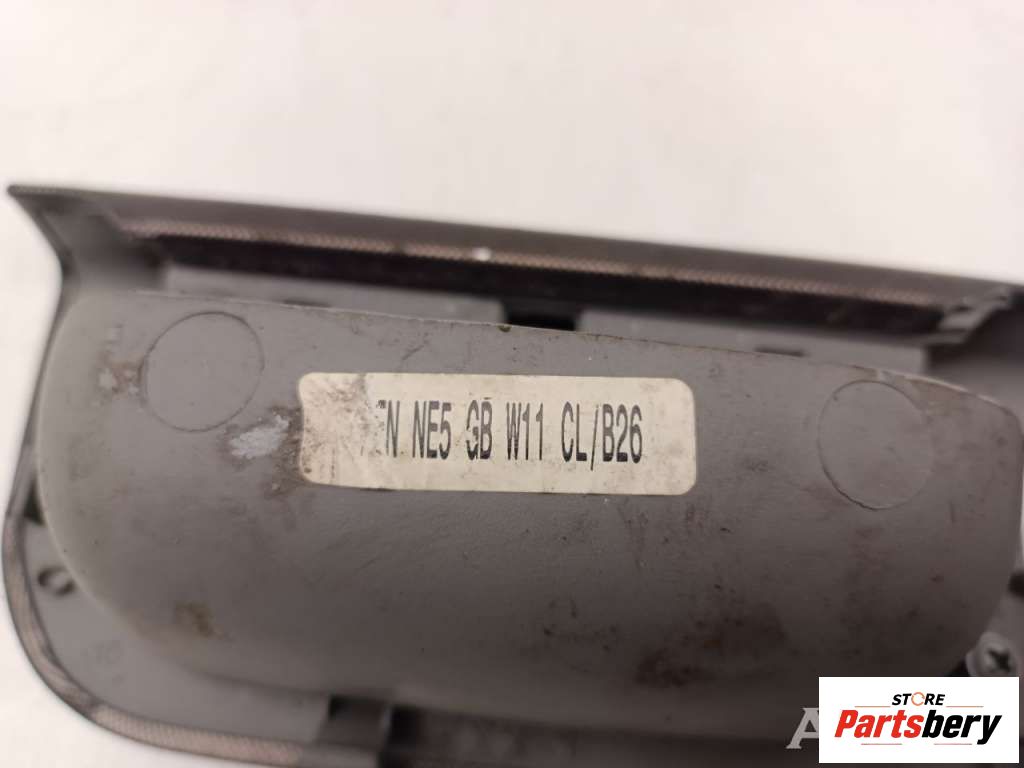 NE5 GB W11 CL/B26
STORE
Partsbery